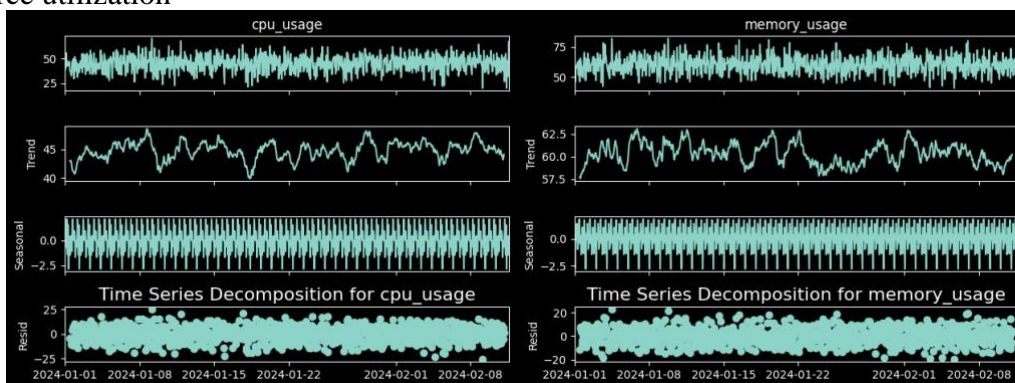 cpu_usage
50
25
Trend
45
40
Seasonal
0.0
−2.5
Time Series Decomposition for cpu_usage
Resid
25
0
−25
2024-01-01 2024-01-08 2024-01-15 2024-01-22 2024-02-01 2024-02-08
memory_usage
75
50
Trend
62.5
60.0
57.5
Seasonal
0.0
−2.5
Time Series Decomposition for memory_usage
Resid
20
0
−20
2024-01-01 2024-01-08 2024-01-15 2024-01-22 2024-02-01 2024-02-08